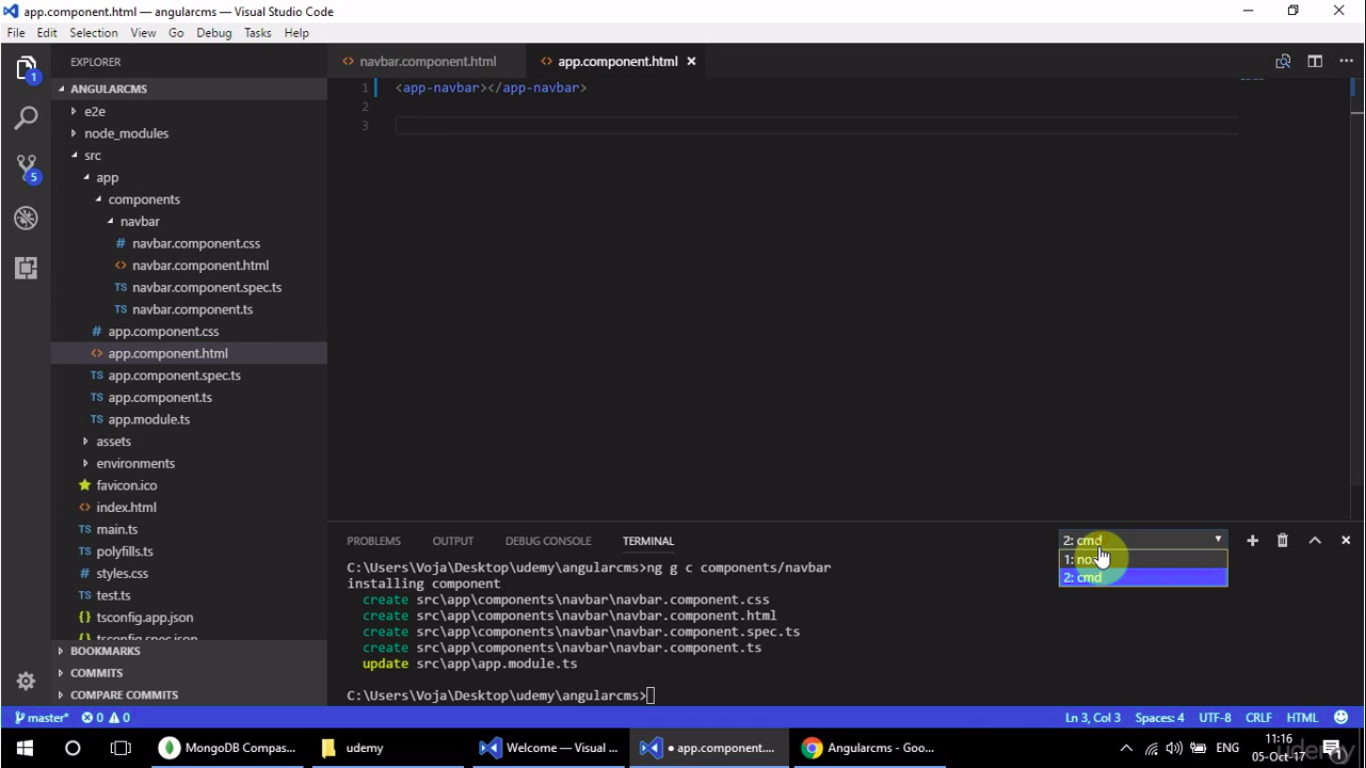 app.component.html — angularcms — Visual Studio Code
File Edit Selection View Go Debug Tasks Help
EXPLORER
navbar.component.html
app.component.html
ANGULARCMS
e2e
node_modules
src
app
components
navbar
# navbar.component.css
<> navbar.component.html
TS navbar.component.spec.ts
TS navbar.component.ts
# app.component.css
<> app.component.html
TS app.component.spec.ts
TS app.component.ts
TS app.module.ts
assets
environments
favicon.ico
<> index.html
TS main.ts
TS polyfills.ts
# styles.css
TS test.ts
{} tsconfig.app.json
{} tsconfig.spec.json
BOOKMARKS
COMMITS
COMPARE COMMITS
1
5
1 <app-navbar></app-navbar>
2
3
PROBLEMS OUTPUT DEBUG CONSOLE TERMINAL
2: cmd
1: no
2: cmd
C:\Users\Voja\Desktop\udemy\angularcms>ng g c components/navbar
installing component
create src\app\components\navbar\navbar.component.css
create src\app\components\navbar\navbar.component.html
create src\app\components\navbar\navbar.component.spec.ts
create src\app\components\navbar\navbar.component.ts
update src\app\app.module.ts
C:\Users\Voja\Desktop\udemy\angularcms>
master* 0 0
Ln 3, Col 3 Spaces: 4 UTF-8 CRLF HTML
MongoDB Compas...
udemy
Welcome — Visual ...
• app.component....
Angularcms - Goo...
ENG
11:16
05-Oct-17
1
udemy